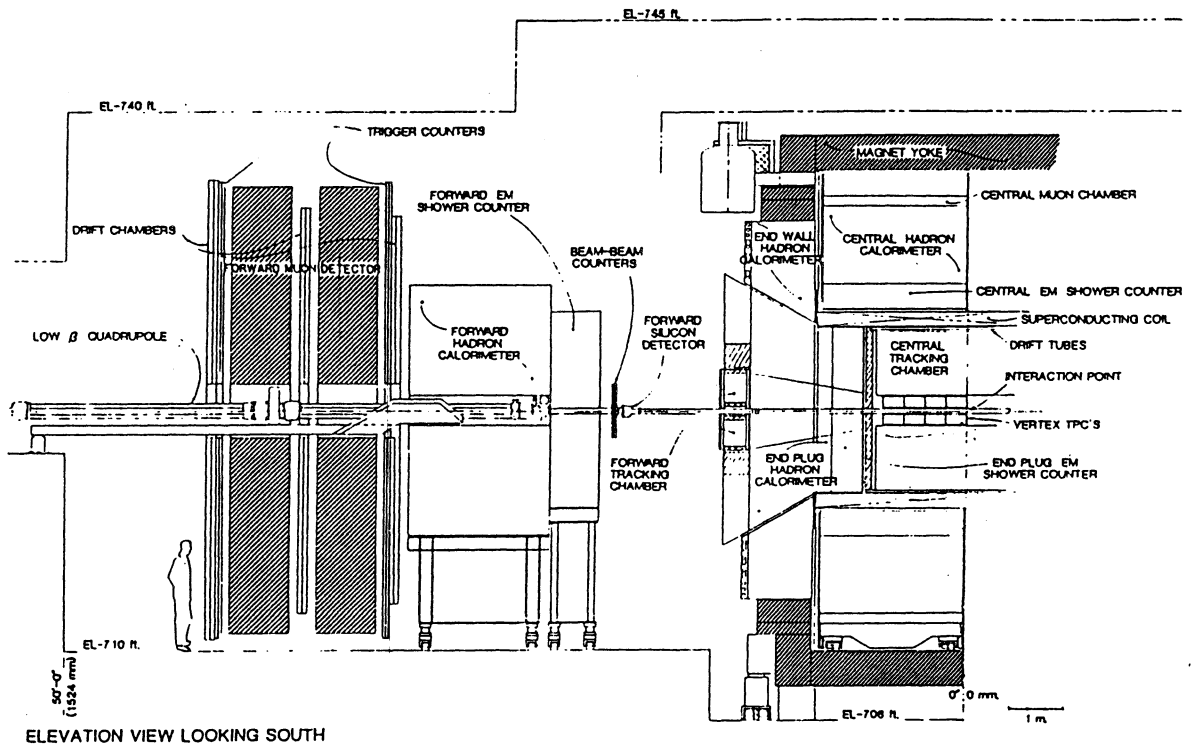 EL-745 ft.
EL-740 ft.
TRIGGER COUNTERS
MAGNET YOKE
FORWARD EM
SHOWER COUNTER
CENTRAL MUON CHAMBER
DRIFT CHAMBERS
BEAM-BEAM
COUNTERS
END WALL
HADRON
CALORIMETER
CENTRAL HADRON
CALORIMETER
FORWARD MUON DETECTOR
CENTRAL EM SHOWER COUNTER
LOW β QUADRUPOLE
FORWARD
HADRON
CALORIMETER
FORWARD
SILICON
DETECTOR
SUPERCONDUCTING COIL
DRIFT TUBES
CENTRAL
TRACKING
CHAMBER
INTERACTION POINT
VERTEX TPC'S
FORWARD
TRACKING
CHAMBER
END PLUG
HADRON
CALORIMETER
END PLUG EM
SHOWER COUNTER
EL-710 ft.
50'-0"
(1524 mm)
0" 0 mm.
EL-706 ft.
1 m.
ELEVATION VIEW LOOKING SOUTH